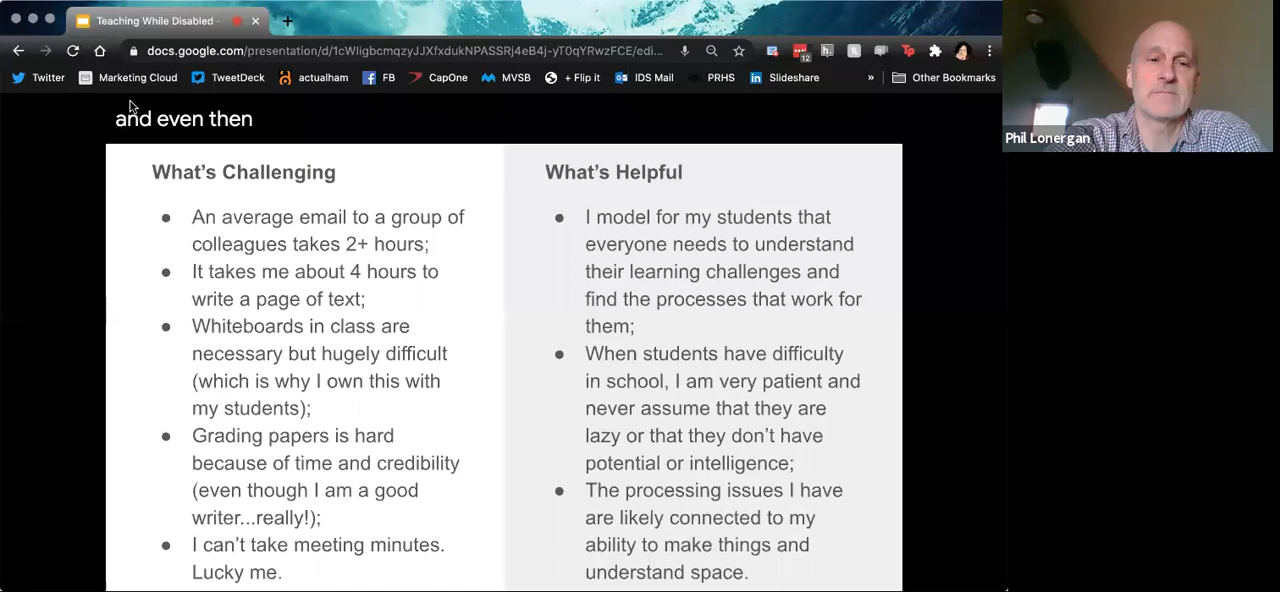 Teaching While Disabled -
docs.google.com/presentation/d/1cWligbcmqzyJJXfxdukNPASSRj4eB4j-yT0qYRwzFCE/edi...
12
h.
Tp
Twitter
Marketing Cloud
TweetDeck
actualham
FB
CapOne
MVSB
+ Flip it
IDS Mail
PRHS
Slideshare
»
Other Bookmarks
and even then
Phil Lonergan
What's Challenging
● An average email to a group of
colleagues takes 2+ hours;
● It takes me about 4 hours to
write a page of text;
● Whiteboards in class are
necessary but hugely difficult
(which is why I own this with
my students);
● Grading papers is hard
because of time and credibility
(even though I am a good
writer...really!);
● I can't take meeting minutes.
Lucky me.
What's Helpful
● I model for my students that
everyone needs to understand
their learning challenges and
find the processes that work for
them;
● When students have difficulty
in school, I am very patient and
never assume that they are
lazy or that they don't have
potential or intelligence;
● The processing issues I have
are likely connected to my
ability to make things and
understand space.